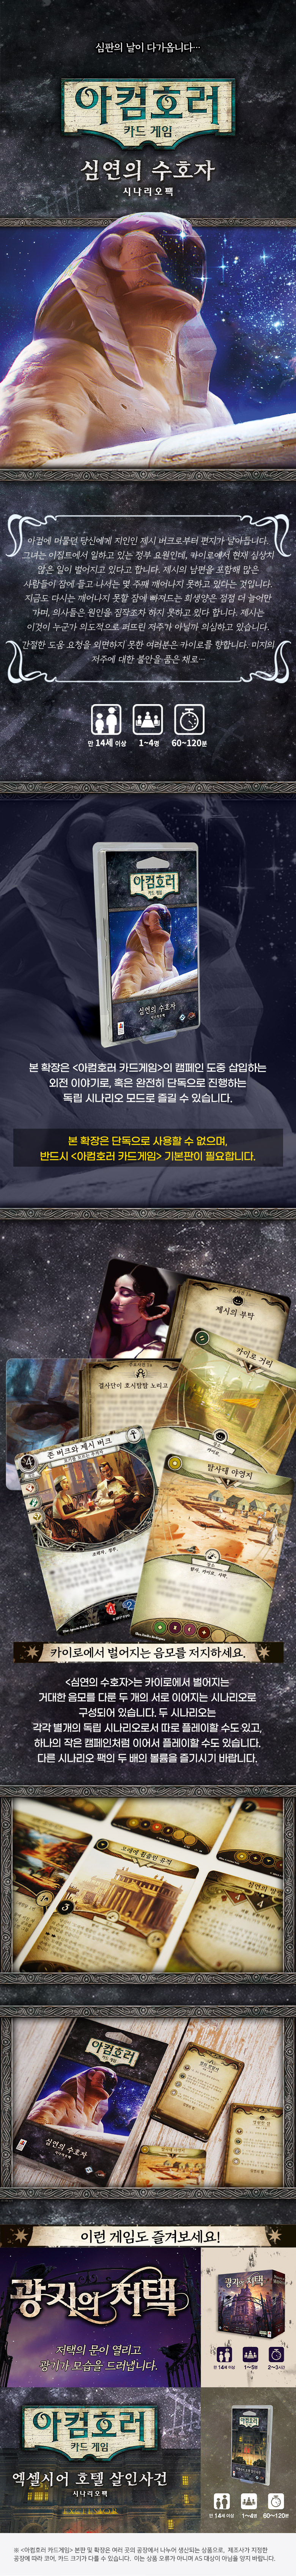 심판의 날이 다가옵니다…
아컴호러
카드 게임
심연의 수호자
시나리오팩
아컴에 머물던 당신에게 지인인 제시 버크로부터 편지가 날아듭니다.
그녀는 이집트에서 일하고 있는 정부 요원인데, 카이로에서 현재 심상치
않은 일이 벌어지고 있다고 합니다. 제시의 남편을 포함해 많은
사람들이 잠에 들고 나서는 몇 주째 깨어나지 못하고 있다는 것입니다.
지금도 다시는 깨어나지 못할 잠에 빠져드는 희생양은 점점 더 늘어만
가며, 의사들은 원인을 짐작조차 하지 못하고 있다 합니다. 제시는
이것이 누군가 의도적으로 퍼뜨린 저주가 아닐까 의심하고 있습니다.
간절한 도움 요청을 외면하지 못한 여러분은 카이로를 향합니다. 미지의
저주에 대한 불안을 품은 채로…
만 14세 이상
1~4명
60~120분
아컴호러
카드 게임
심연의 수호자
본 확장은 <아컴호러 카드게임>의 캠페인 도중 삽입하는
외전 이야기로, 혹은 완전히 단독으로 진행하는
독립 시나리오 모드로 즐길 수 있습니다.
본 확장은 단독으로 사용할 수 없으며,
반드시 <아컴호러 카드게임> 기본판이 필요합니다.
제시의 부탁
카이로 거리
결사단이 호시탐탐 노리고
존 버크와 제시 버크
탐사대 야영지
카이로에서 벌어지는 음모를 저지하세요.
<심연의 수호자>는 카이로에서 벌어지는
거대한 음모를 다룬 두 개의 서로 이어지는 시나리오로
구성되어 있습니다. 두 시나리오는
각각 별개의 독립 시나리오로서 따로 플레이할 수도 있고,
하나의 작은 캠페인처럼 이어서 플레이할 수도 있습니다.
다른 시나리오 팩의 두 배의 볼륨을 즐기시기 바랍니다.
아컴호러
카드 게임
심연의 수호자
이런 게임도 즐겨보세요!
광기의 저택
저택의 문이 열리고
광기가 모습을 드러냅니다.
광기의 저택
만 14세 이상
1~5명
2~3시간
아컴호러
카드 게임
엑셀시어 호텔 살인사건
시나리오팩
만 14세 이상
1~4명
60~120분
※ <아컴호러 카드게임> 본판 및 확장은 여러 곳의 공장에서 나누어 생산되는 상품으로, 제조사가 지정한
공장에 따라 코어, 카드 크기가 다를 수 있습니다. 이는 상품 오류가 아니며 AS 대상이 아님을 알지 바랍니다.